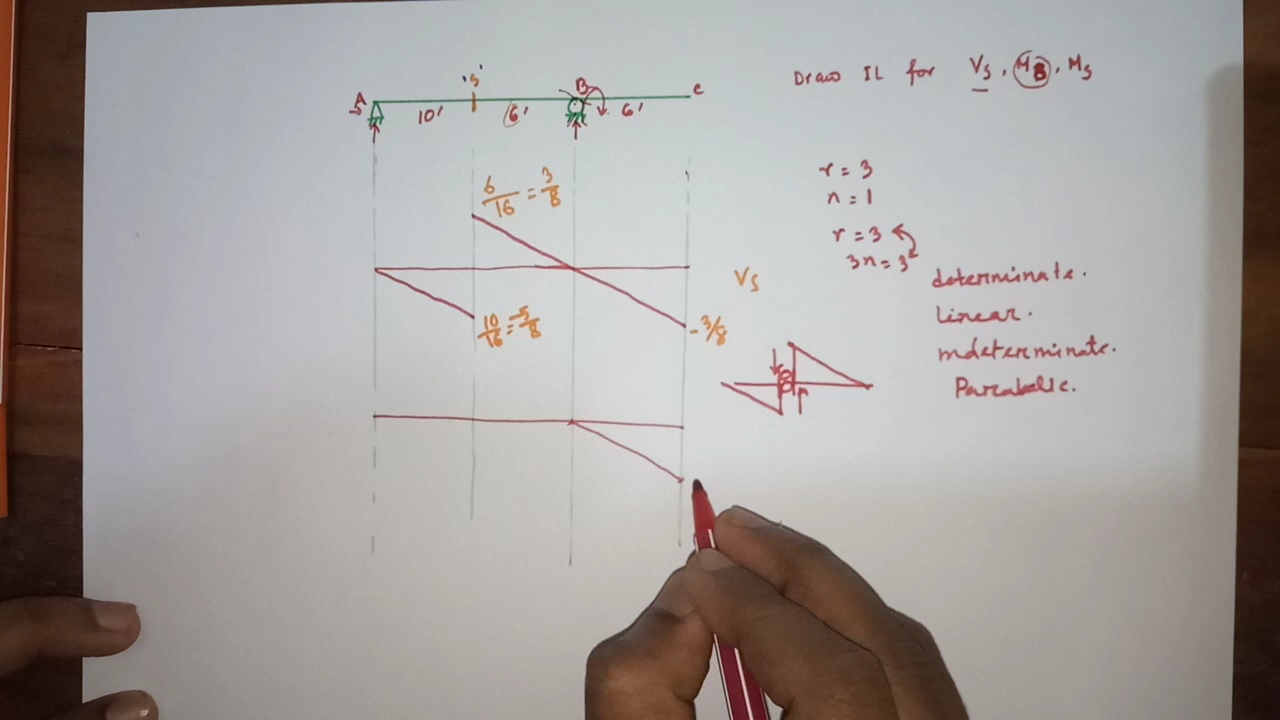 Draw IL for Vs, MB, Ms
'S'
A B C
10' 6' 6'
r = 3
n = 1
6/16 = 3/8
r = 3
3n = 3
Vs
determinate.
linear.
10/16 = -5/8
-3/8
indeterminate.
Parabolic.